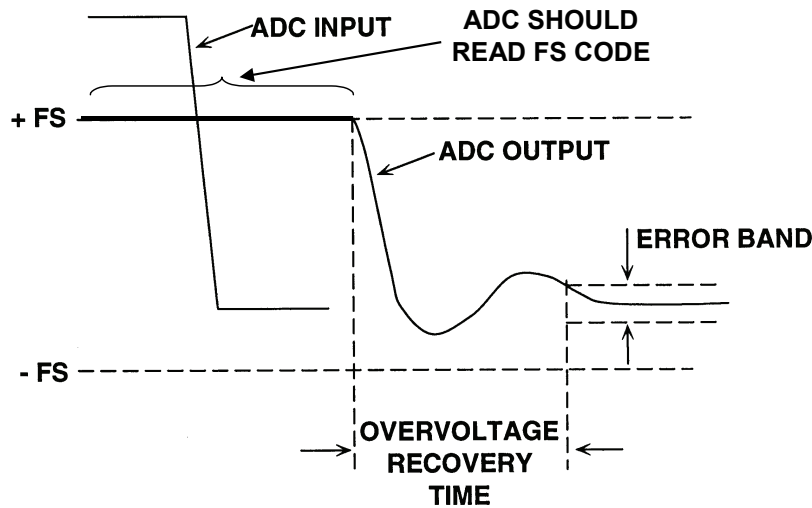 ADC INPUT
ADC SHOULD
READ FS CODE
+ FS
ADC OUTPUT
ERROR BAND
- FS
OVERVOLTAGE
RECOVERY
TIME